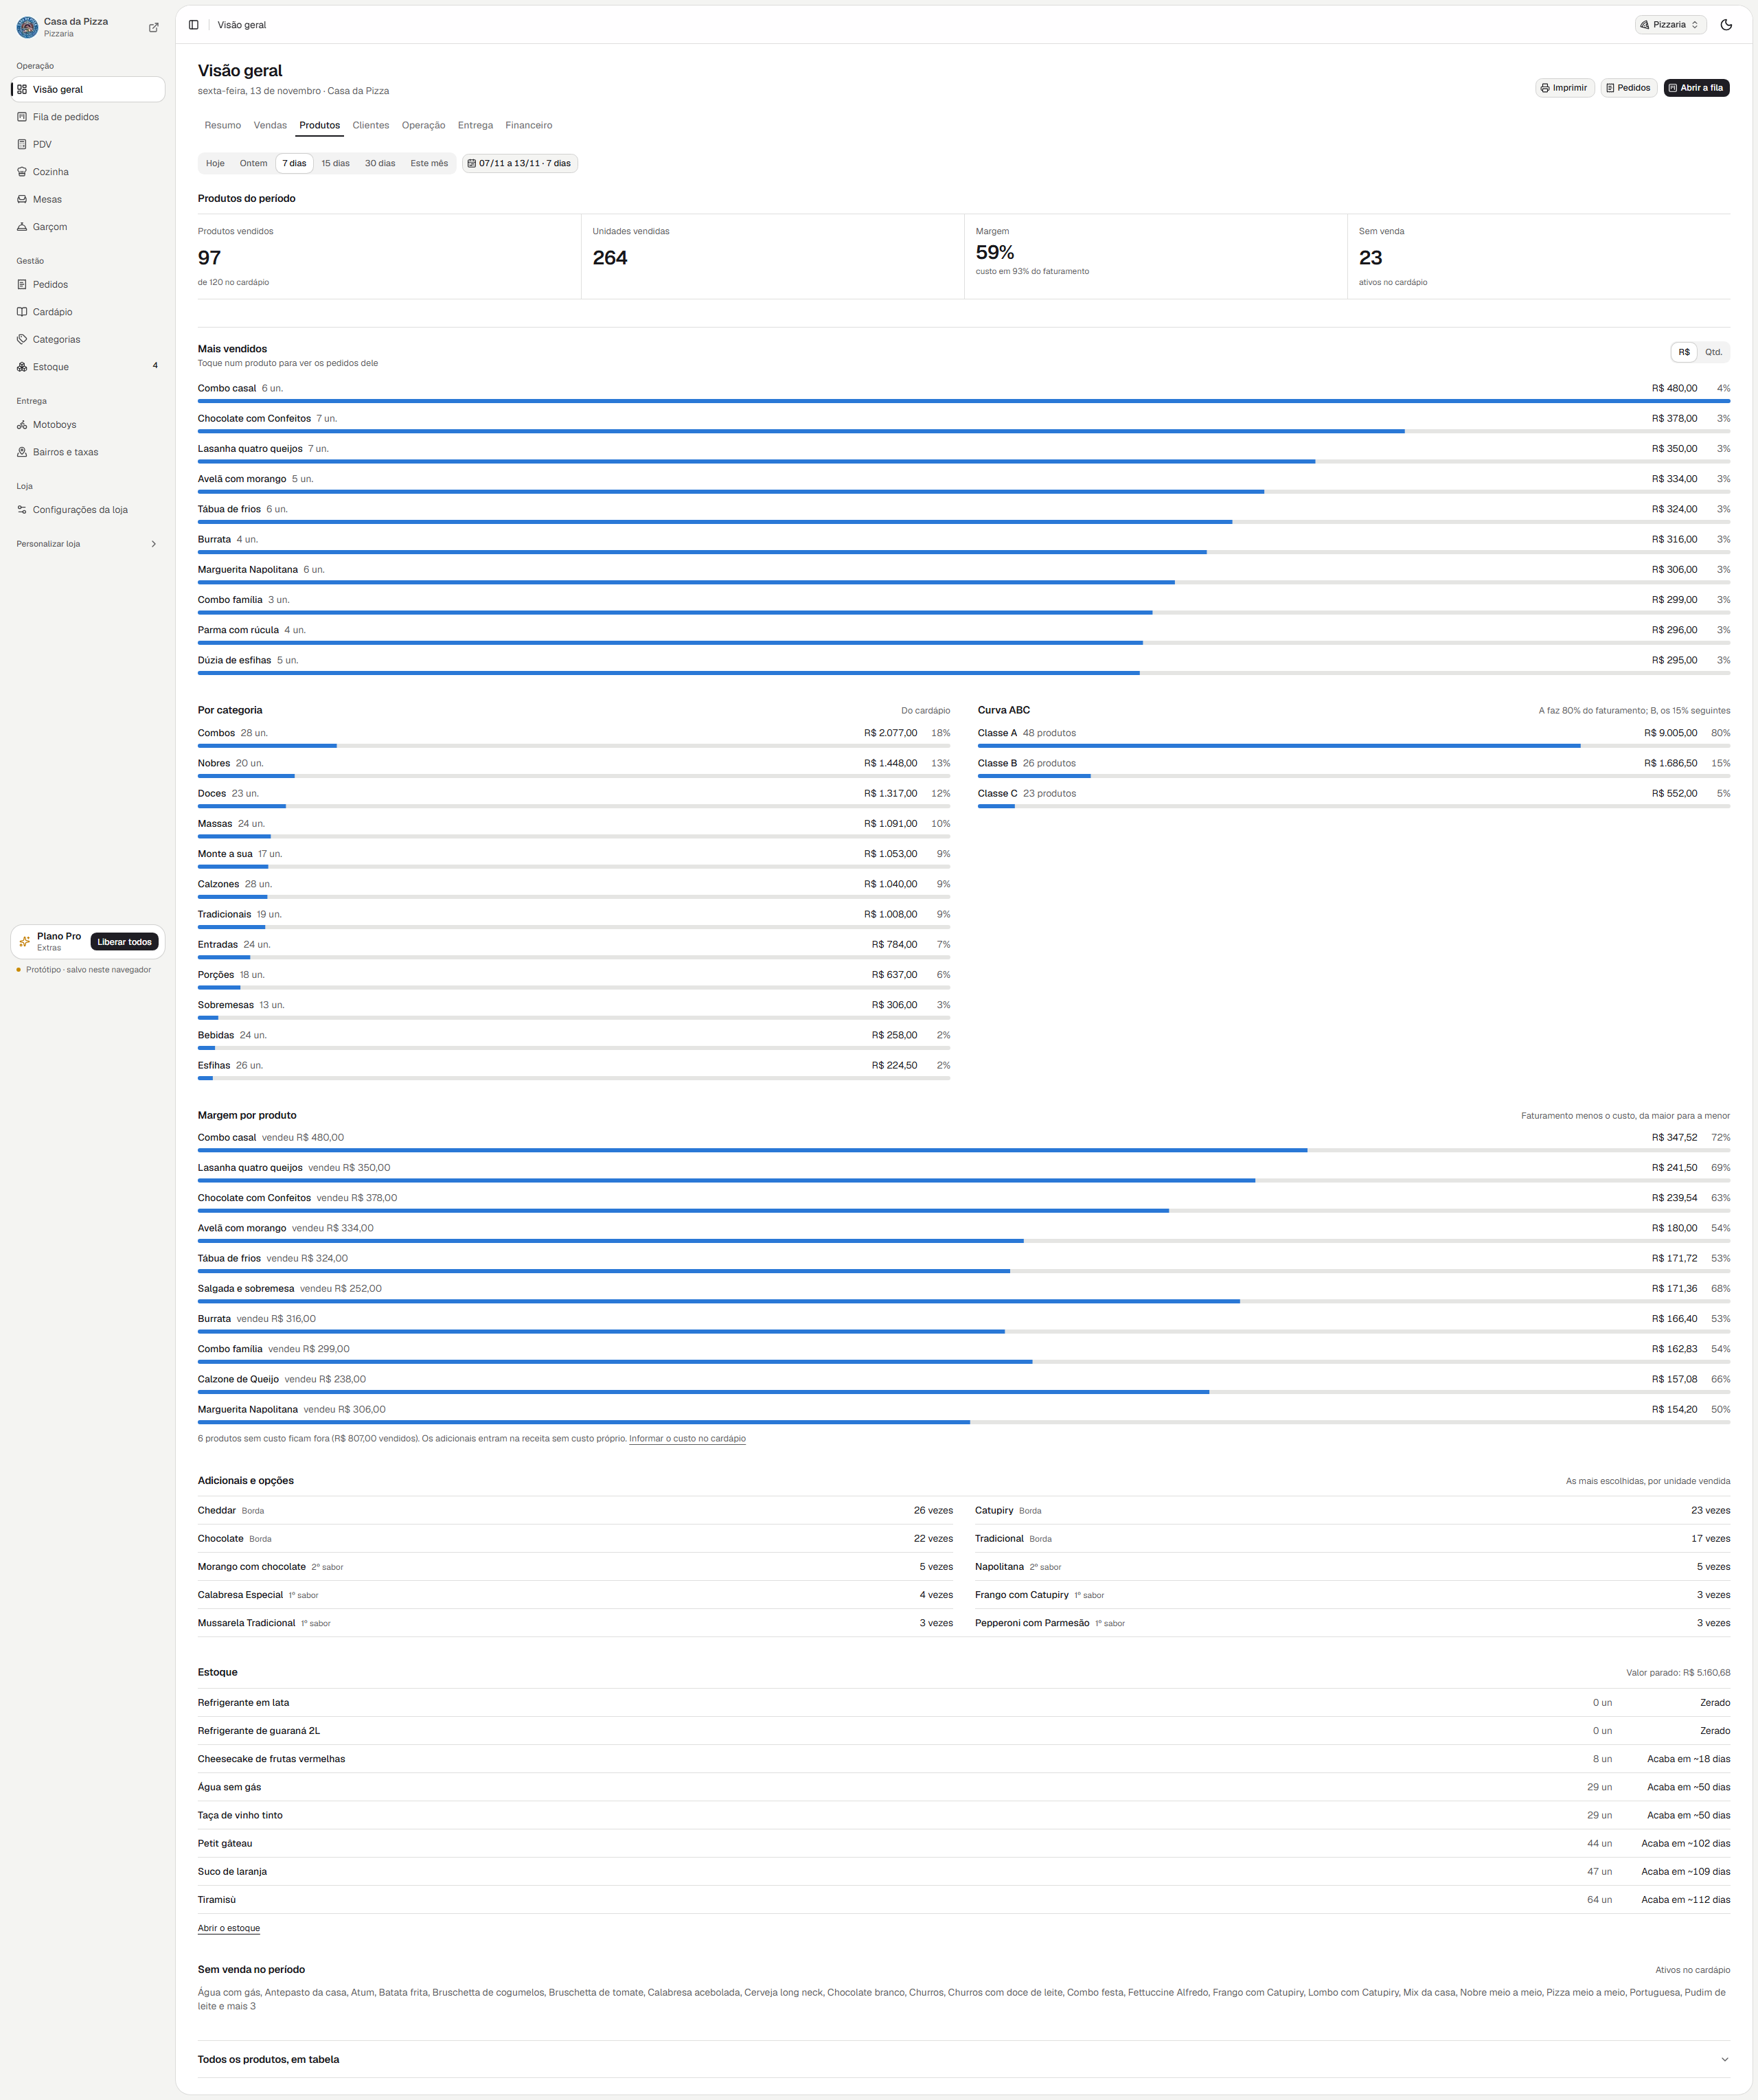 Casa da Pizza
Pizzaria
Operação
Visão geral
Fila de pedidos
PDV
Cozinha
Mesas
Garçom
Gestão
Pedidos
Cardápio
Categorias
Estoque 4
Entrega
Motoboys
Bairros e taxas
Loja
Configurações da loja
Personalizar loja
Plano Pro
Extras
Liberar todos
Protótipo · salvo neste navegador
Visão geral
Pizzaria
Visão geral
sexta-feira, 13 de novembro · Casa da Pizza
Imprimir Pedidos Abrir a fila
Resumo Vendas Produtos Clientes Operação Entrega Financeiro
Hoje Ontem 7 dias 15 dias 30 dias Este mês 07/11 a 13/11 · 7 dias
Produtos do período
Produtos vendidos
97
de 120 no cardápio
Unidades vendidas
264
Margem
59%
custo em 93% do faturamento
Sem venda
23
ativos no cardápio
Mais vendidos
Toque num produto para ver os pedidos dele
R$ Qtd.
Combo casal 6 un. R$ 480,00 4%
Chocolate com Confeitos 7 un. R$ 378,00 3%
Lasanha quatro queijos 7 un. R$ 350,00 3%
Avelã com morango 5 un. R$ 334,00 3%
Tábua de frios 6 un. R$ 324,00 3%
Burrata 4 un. R$ 316,00 3%
Marguerita Napolitana 6 un. R$ 306,00 3%
Combo família 3 un. R$ 299,00 3%
Parma com rúcula 4 un. R$ 296,00 3%
Dúzia de esfihas 5 un. R$ 295,00 3%
Por categoria Do cardápio
Combos 28 un. R$ 2.077,00 18%
Nobres 20 un. R$ 1.448,00 13%
Doces 23 un. R$ 1.317,00 12%
Massas 24 un. R$ 1.091,00 10%
Monte a sua 17 un. R$ 1.053,00 9%
Calzones 28 un. R$ 1.040,00 9%
Tradicionais 19 un. R$ 1.008,00 9%
Entradas 24 un. R$ 784,00 7%
Porções 18 un. R$ 637,00 6%
Sobremesas 13 un. R$ 306,00 3%
Bebidas 24 un. R$ 258,00 2%
Esfihas 26 un. R$ 224,50 2%
Curva ABC A faz 80% do faturamento; B, os 15% seguintes
Classe A 48 produtos R$ 9.005,00 80%
Classe B 26 produtos R$ 1.686,50 15%
Classe C 23 produtos R$ 552,00 5%
Margem por produto Faturamento menos o custo, da maior para a menor
Combo casal vendeu R$ 480,00 R$ 347,52 72%
Lasanha quatro queijos vendeu R$ 350,00 R$ 241,50 69%
Chocolate com Confeitos vendeu R$ 378,00 R$ 239,54 63%
Avelã com morango vendeu R$ 334,00 R$ 180,00 54%
Tábua de frios vendeu R$ 324,00 R$ 171,72 53%
Salgada e sobremesa vendeu R$ 252,00 R$ 171,36 68%
Burrata vendeu R$ 316,00 R$ 166,40 53%
Combo família vendeu R$ 299,00 R$ 162,83 54%
Calzone de Queijo vendeu R$ 238,00 R$ 157,08 66%
Marguerita Napolitana vendeu R$ 306,00 R$ 154,20 50%
6 produtos sem custo ficam fora (R$ 807,00 vendidos). Os adicionais entram na receita sem custo próprio. Informar o custo no cardápio
Adicionais e opções As mais escolhidas, por unidade vendida
Cheddar Borda 26 vezes Catupiry Borda 23 vezes
Chocolate Borda 22 vezes Tradicional Borda 17 vezes
Morango com chocolate 2º sabor 5 vezes Napolitana 2º sabor 5 vezes
Calabresa Especial 1º sabor 4 vezes Frango com Catupiry 1º sabor 3 vezes
Mussarela Tradicional 1º sabor 3 vezes Pepperoni com Parmesão 1º sabor 3 vezes
Estoque Valor parado: R$ 5.160,68
Refrigerante em lata 0 un Zerado
Refrigerante de guaraná 2L 0 un Zerado
Cheesecake de frutas vermelhas 8 un Acaba em ~18 dias
Água sem gás 29 un Acaba em ~50 dias
Taça de vinho tinto 29 un Acaba em ~50 dias
Petit gâteau 44 un Acaba em ~102 dias
Suco de laranja 47 un Acaba em ~109 dias
Tiramisù 64 un Acaba em ~112 dias
Abrir o estoque
Sem venda no período Ativos no cardápio
Água com gás, Antepasto da casa, Atum, Batata frita, Bruschetta de cogumelos, Bruschetta de tomate, Calabresa acebolada, Cerveja long neck, Chocolate branco, Churros, Churros com doce de leite, Combo festa, Fettuccine Alfredo, Frango com Catupiry, Lombo com Catupiry, Mix da casa, Nobre meio a meio, Pizza meio a meio, Portuguesa, Pudim de
leite e mais 3
Todos os produtos, em tabela